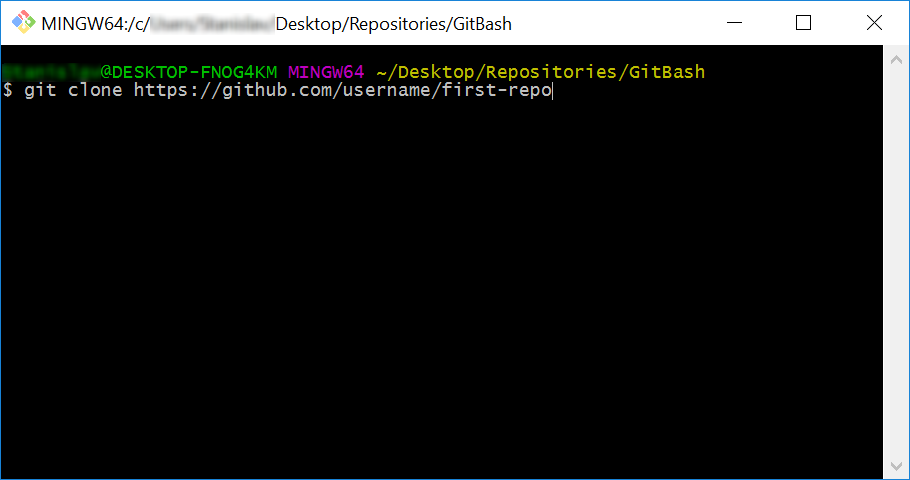 MINGW64:/c/ Desktop/Repositories/GitBash
@DESKTOP-FNOG4KM MINGW64 ~/Desktop/Repositories/GitBash
$ git clone https://github.com/username/first-repo